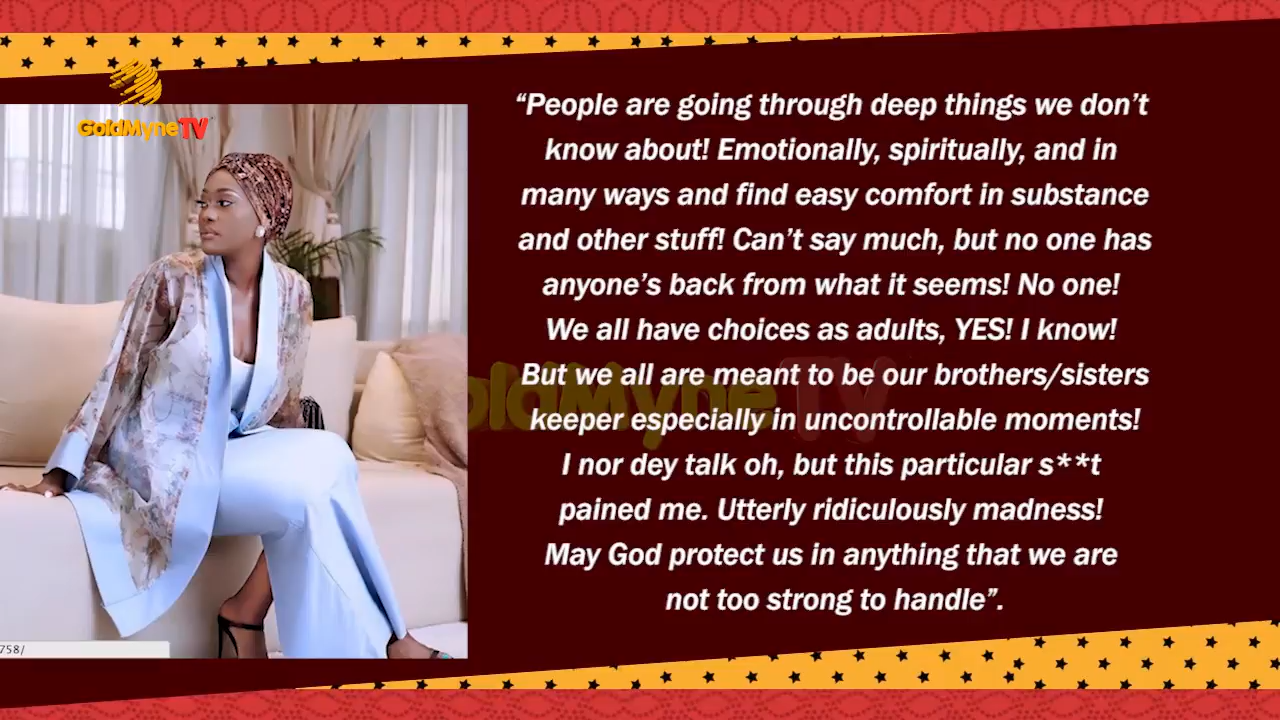 GoldMyneTV
“People are going through deep things we don’t
know about! Emotionally, spiritually, and in
many ways and find easy comfort in substance
and other stuff! Can’t say much, but no one has
anyone’s back from what it seems! No one!
We all have choices as adults, YES! I know!
But we all are meant to be our brothers/sisters
keeper especially in uncontrollable moments!
I nor dey talk oh, but this particular s**t
pained me. Utterly ridiculously madness!
May God protect us in anything that we are
not too strong to handle”.
GoldMyneTV
758/